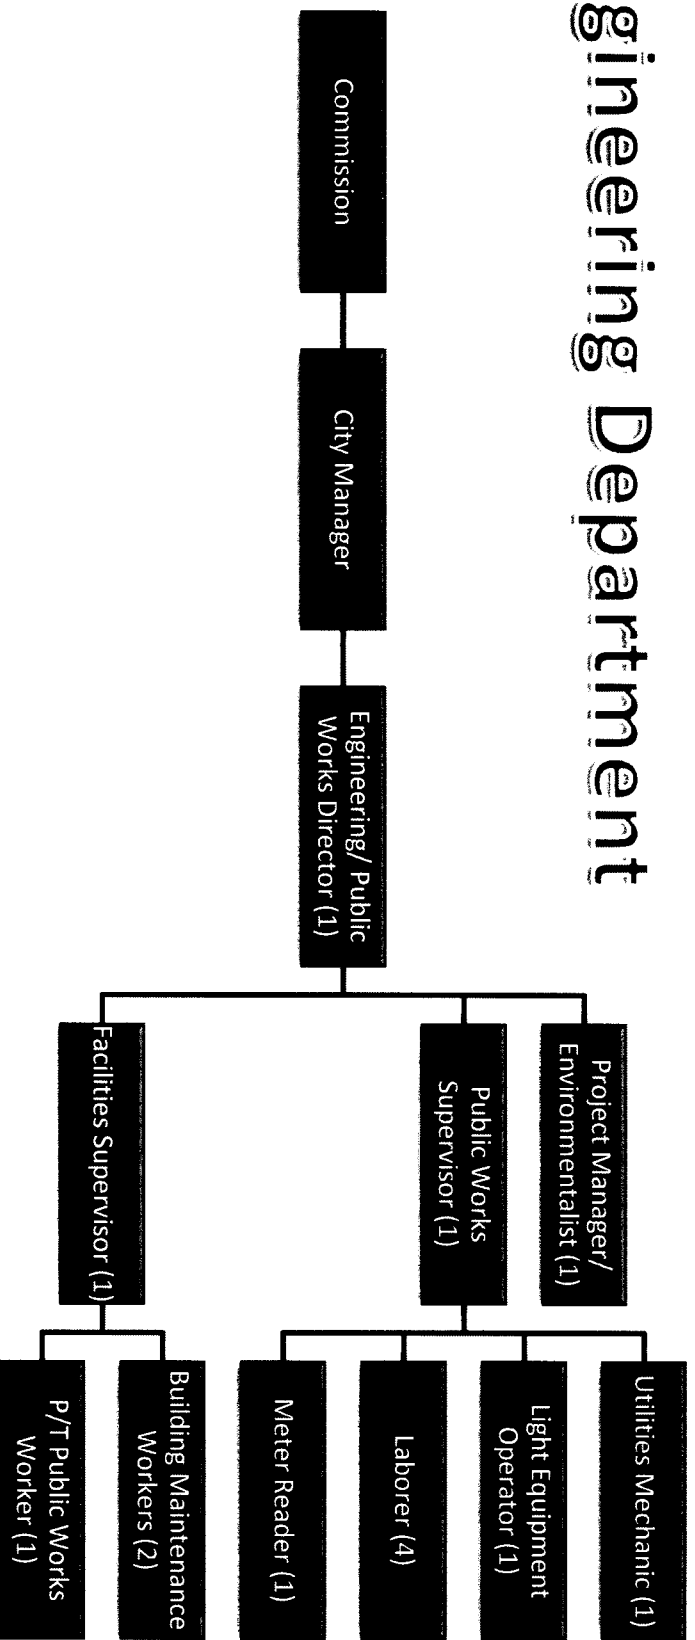 gineering Department
Commission
City Manager
Engineering/ Public
Works Director (1)
Project Manager/
Environmentalist (1)
Public Works
Supervisor (1)
Utilities Mechanic (1)
Light Equipment
Operator (1)
Laborer (4)
Meter Reader (1)
Facilities Supervisor (1)
Building Maintenance
Workers (2)
P/T Public Works
Worker (1)